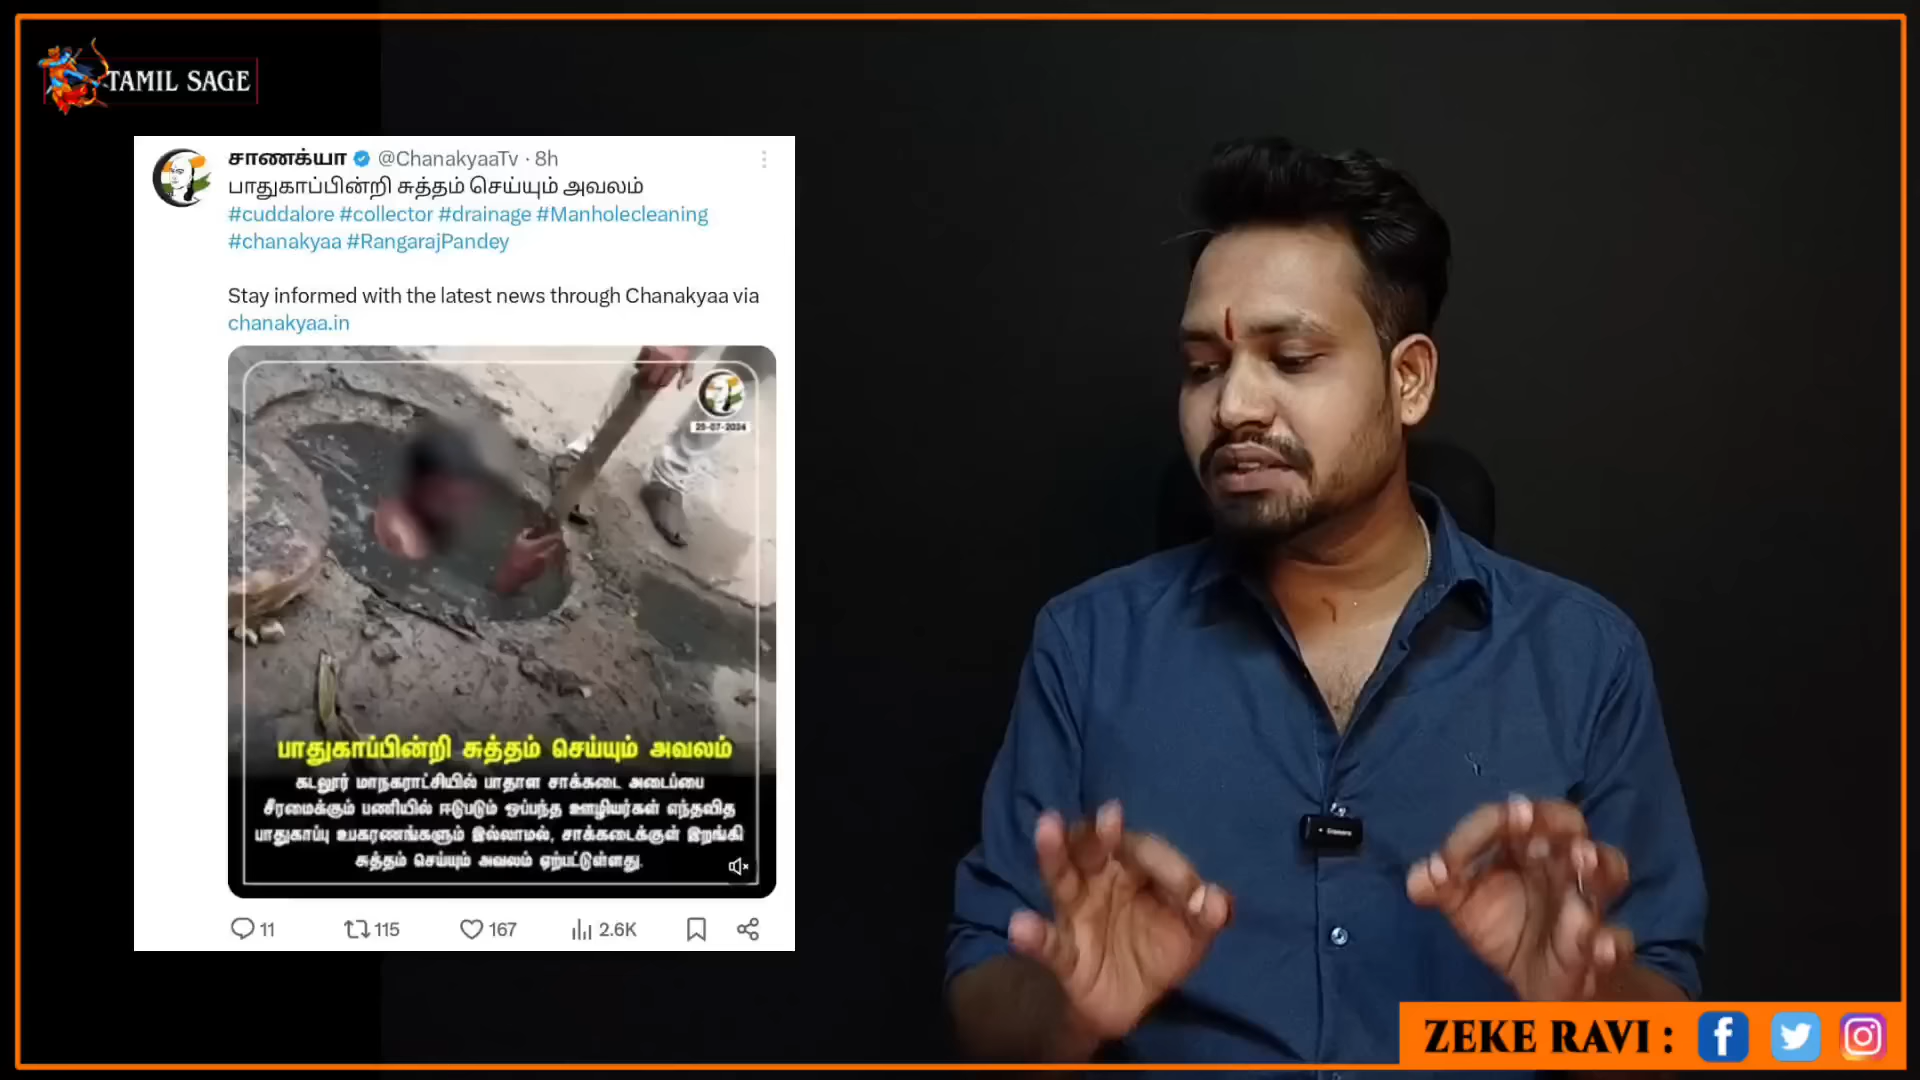 TAMIL SAGE
சாணக்யா @ChanakyaaTv · 8h
பாதுகாப்பின்றி சுத்தம் செய்யும் அவலம்
#cuddalore #collector #drainage #Manholecleaning
#chanakyaa #RangarajPandey
Stay informed with the latest news through Chanakyaa via
chanakyaa.in
25-07-2024
பாதுகாப்பின்றி சுத்தம் செய்யும் அவலம்
கடலூர் மாநகராட்சியில் பாதாள சாக்கடை அடைப்பை
சீரமைக்கும் பணியில் ஈடுபடும் ஒப்பந்த ஊழியர்கள் எந்தவித
பாதுகாப்பு உபகரணங்களும் இல்லாமல், சாக்கடைக்குள் இறங்கி
சுத்தம் செய்யும் அவலம் ஏற்பட்டுள்ளது.
11 115 167 2.6K
ZEKE RAVI :